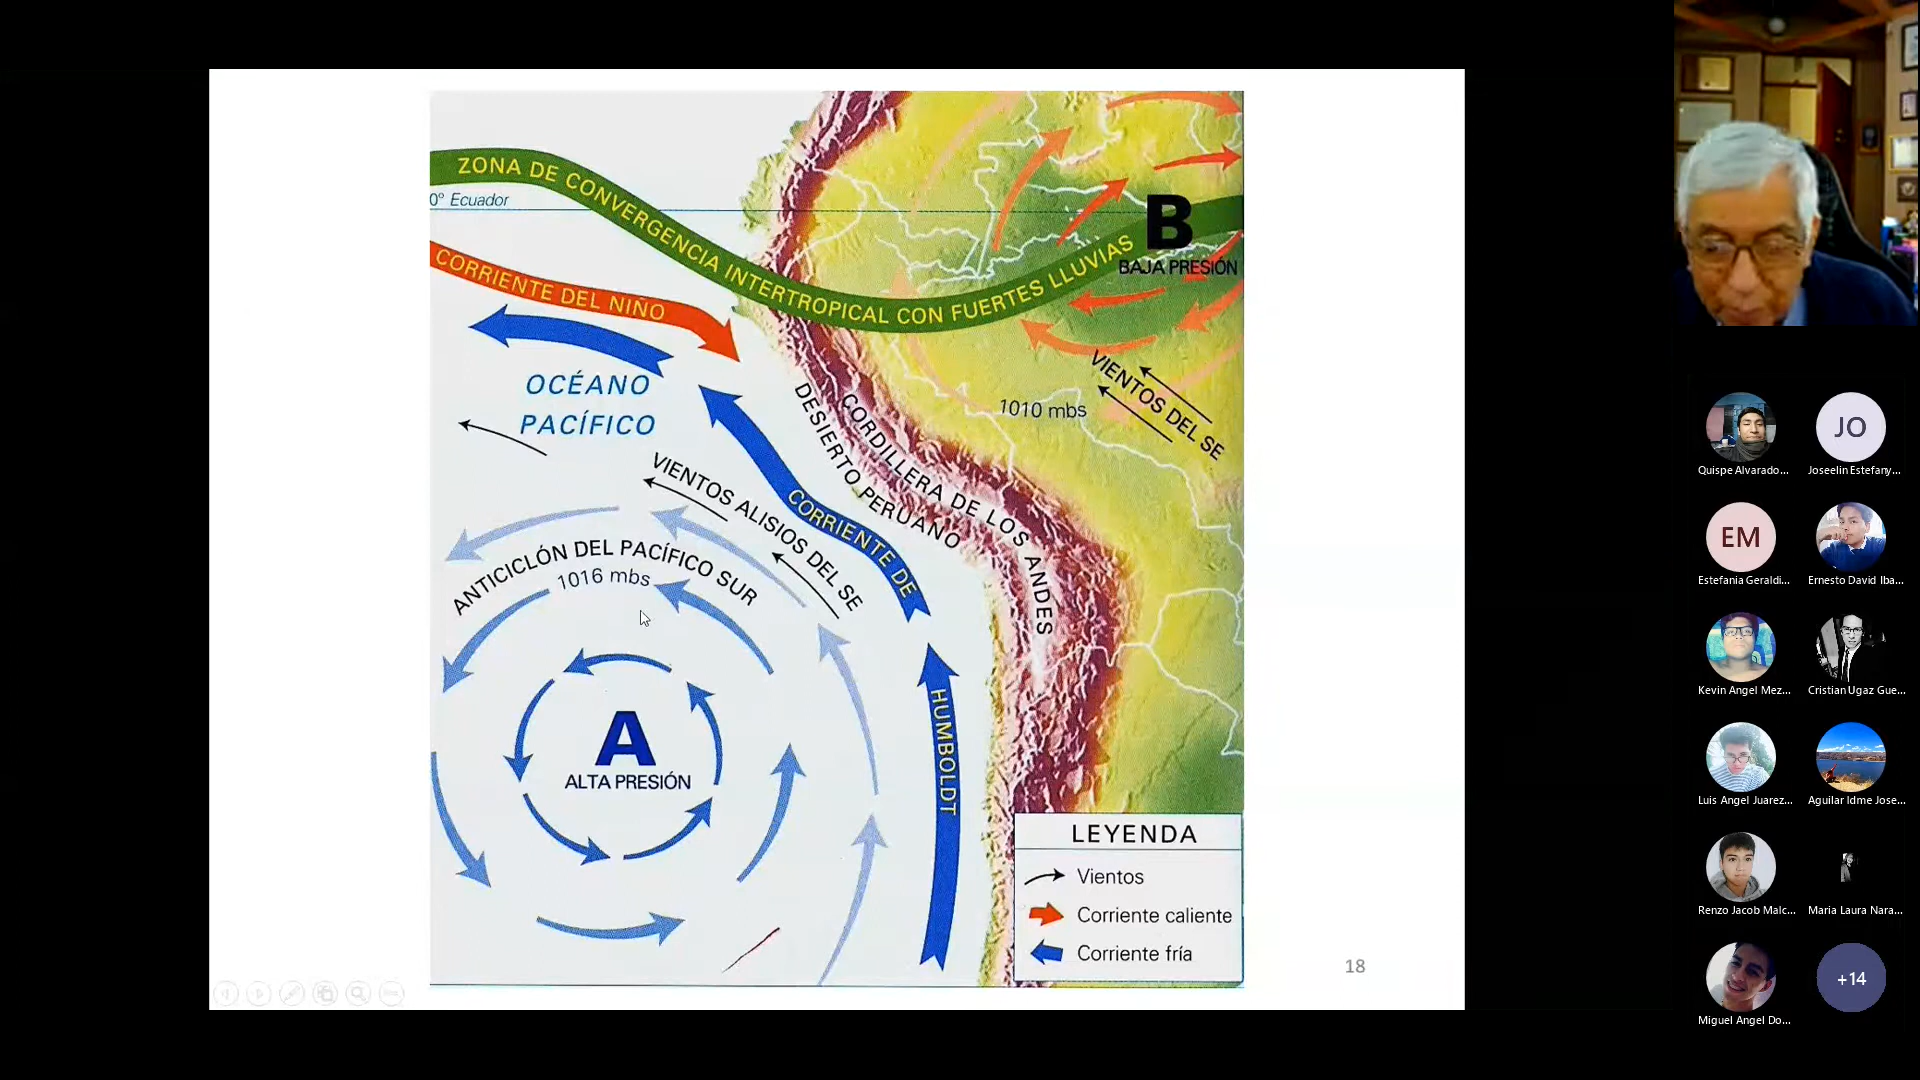 ZONA DE CONVERGENCIA INTERTROPICAL CON FUERTES LLUVIAS
0° Ecuador
B
BAJA PRESIÓN
CORRIENTE DEL NIÑO
OCÉANO
PACÍFICO
VIENTOS DEL SE
1010 mbs
CORDILLERA DE LOS ANDES
DESIERTO PERUANO
VIENTOS ALISIOS DEL SE
CORRIENTE DE
HUMBOLDT
ANTICICLÓN DEL PACÍFICO SUR
1016 mbs
A
ALTA PRESIÓN
LEYENDA
Vientos
Corriente caliente
Corriente fría
18
JO
Quispe Alvarado...
Joseelin Estefany...
EM
Estefania Geraldi...
Ernesto David Iba...
Kevin Angel Mez...
Cristian Ugaz Gue...
Luis Angel Juarez...
Aguilar Idme Jose...
Renzo Jacob Malc...
Maria Laura Nara...
+14
Miguel Angel Do...